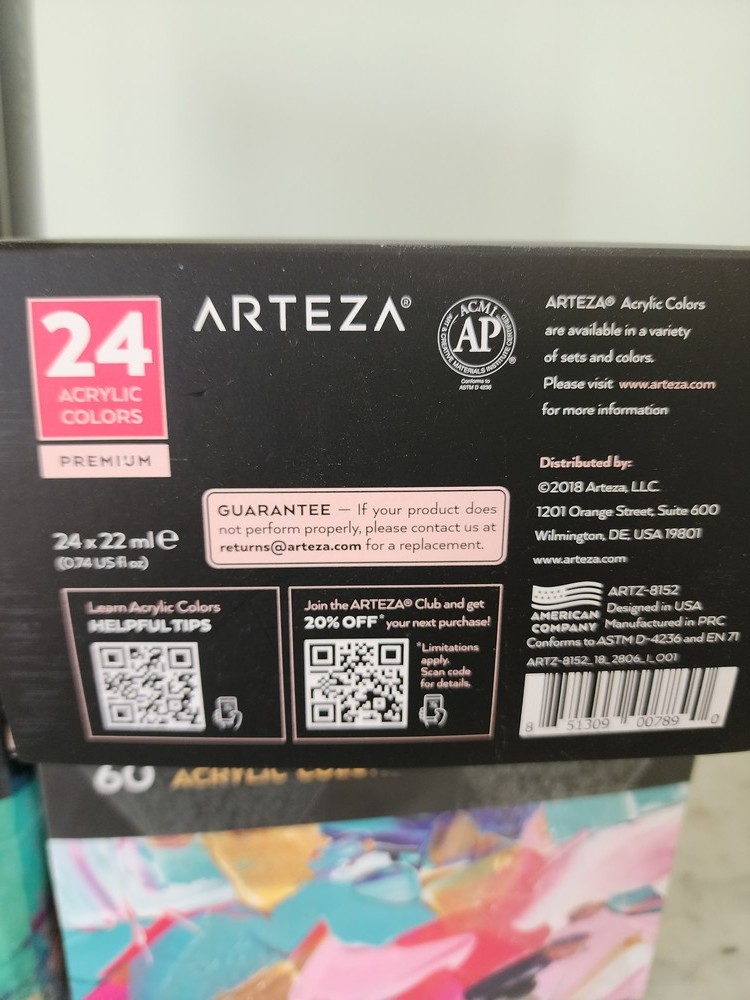 24
ACRYLIC
COLORS
PREMIUM
24 x 22 ml ℮
(0.74 US fl oz)
ARTEZA®
ACMI
AP
ART & CREATIVE MATERIALS INSTITUTE CERTIFIED
®
Conforms to
ASTM D 4236
GUARANTEE — If your product does
not perform properly, please contact us at
returns@arteza.com for a replacement.
Learn Acrylic Colors
HELPFUL TIPS
Join the ARTEZA® Club and get
20% OFF* your next purchase!
*Limitations
apply.
Scan code
for details.
ARTEZA® Acrylic Colors
are available in a variety
of sets and colors.
Please visit www.arteza.com
for more information
Distributed by:
©2018 Arteza, LLC.
1201 Orange Street, Suite 600
Wilmington, DE, USA 19801
www.arteza.com
AMERICAN
COMPANY
ARTZ-8152
Designed in USA
Manufactured in PRC
Conforms to ASTM D-4236 and EN 71
ARTZ-8152_18_2806_I_001
8 51309 00789 0
60 ACRYLIC